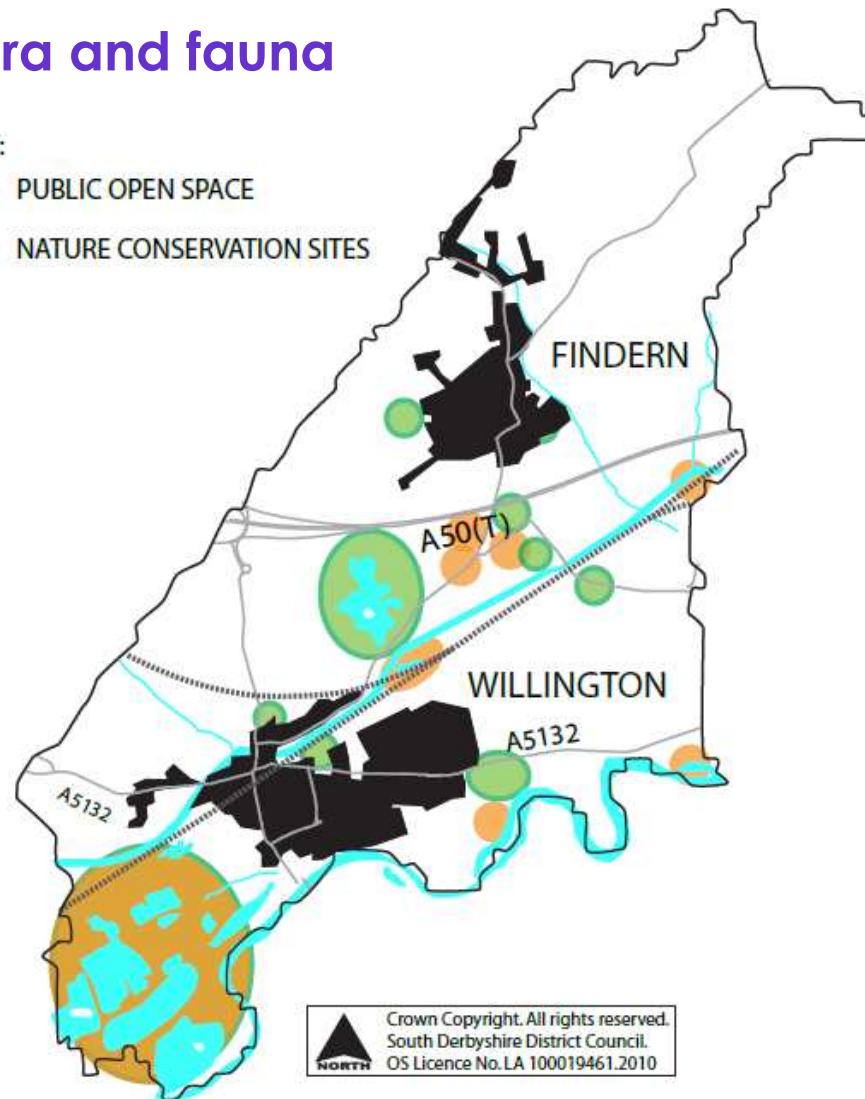 ra and fauna
:
PUBLIC OPEN SPACE
NATURE CONSERVATION SITES
FINDERN
A50(T)
WILLINGTON
A5132
A5132
NORTH
Crown Copyright. All rights reserved.
South Derbyshire District Council.
OS Licence No. LA 100019461.2010